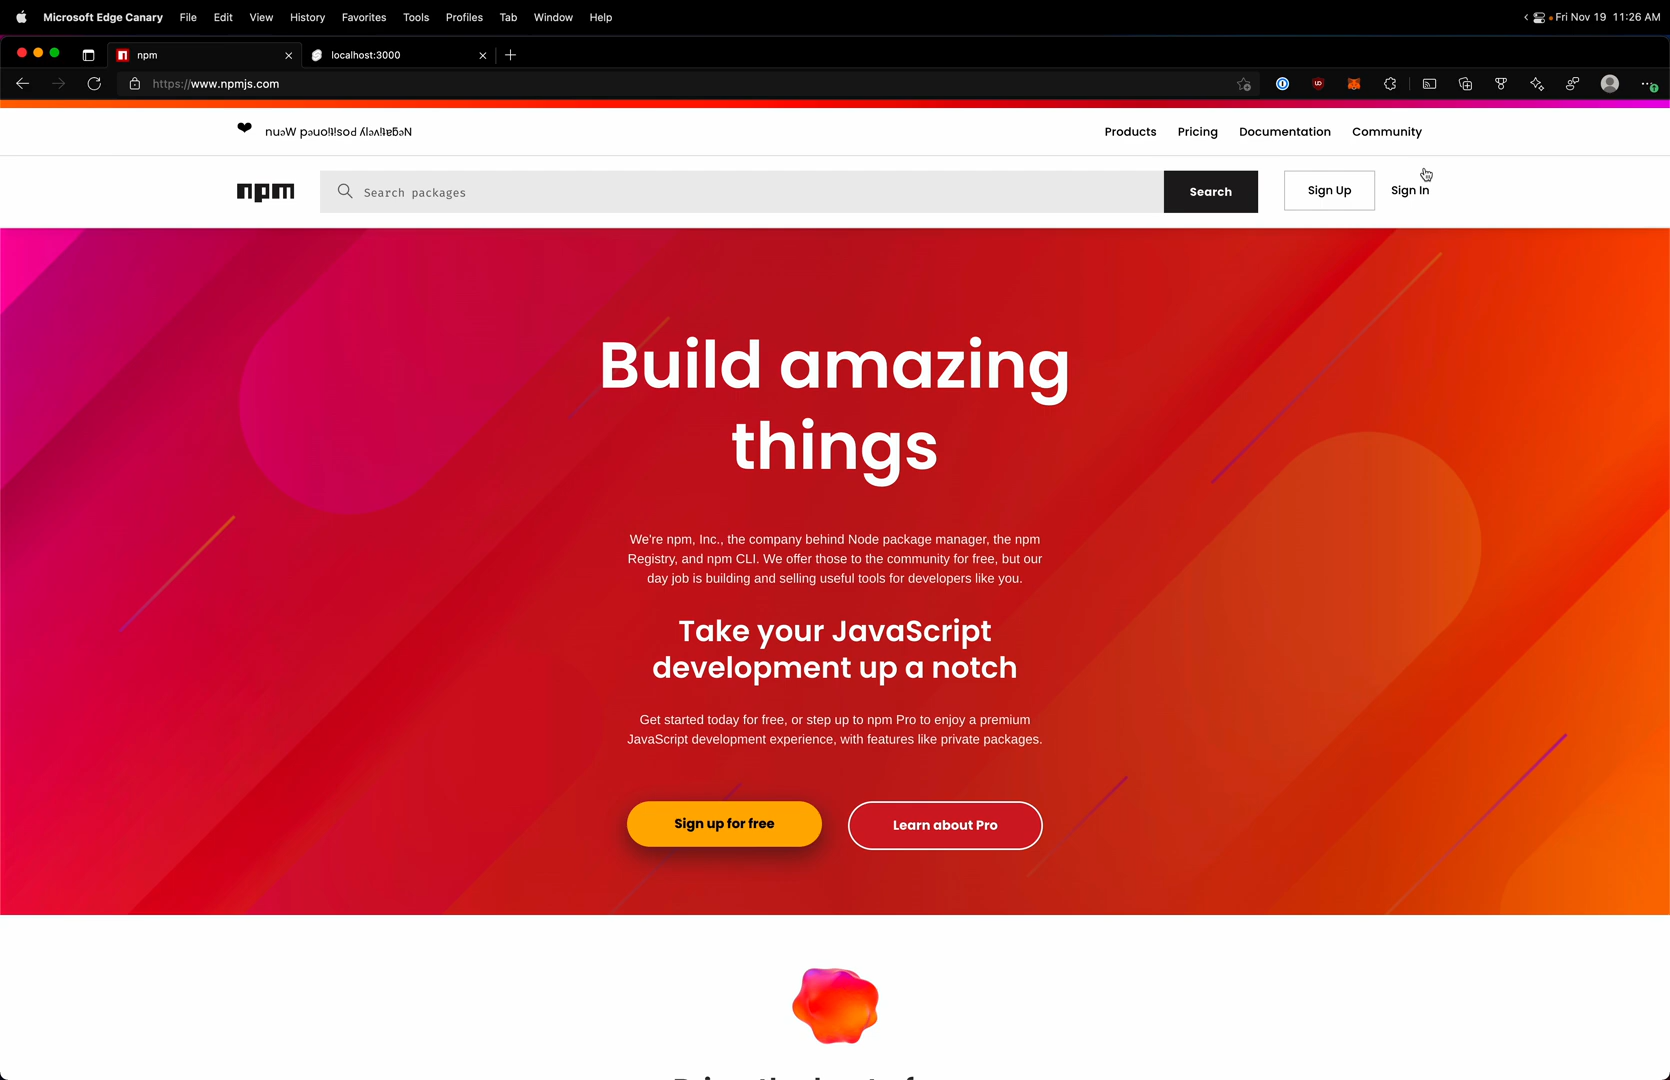 Microsoft Edge Canary File Edit View History Favorites Tools Profiles Tab Window Help Fri Nov 19 11:26 AM
npm localhost:3000
https://www.npmjs.com
Negatively Positioned Menu Products Pricing Documentation Community
npm Search packages Search Sign Up Sign In
Build amazing
things
We're npm, Inc., the company behind Node package manager, the npm
Registry, and npm CLI. We offer those to the community for free, but our
day job is building and selling useful tools for developers like you.
Take your JavaScript
development up a notch
Get started today for free, or step up to npm Pro to enjoy a premium
JavaScript development experience, with features like private packages.
Sign up for free Learn about Pro